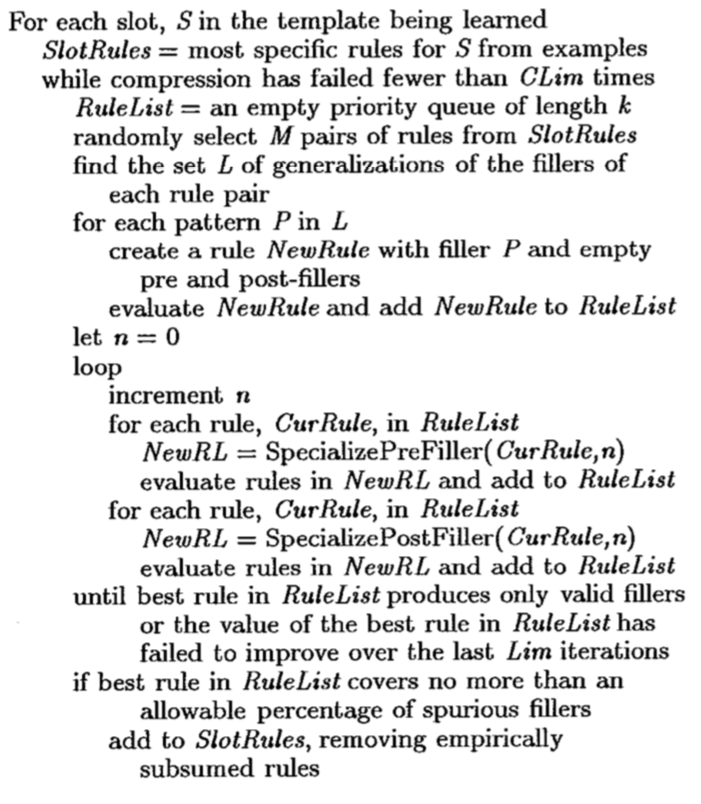 For each slot, S in the template being learned
SlotRules = most specific rules for S from examples
while compression has failed fewer than CLim times
RuleList = an empty priority queue of length k
randomly select M pairs of rules from SlotRules
find the set L of generalizations of the fillers of
each rule pair
for each pattern P in L
create a rule NewRule with filler P and empty
pre and post-fillers
evaluate NewRule and add NewRule to RuleList
let n = 0
loop
increment n
for each rule, CurRule, in RuleList
NewRL = SpecializePreFiller(CurRule,n)
evaluate rules in NewRL and add to RuleList
for each rule, CurRule, in RuleList
NewRL = SpecializePostFiller(CurRule,n)
evaluate rules in NewRL and add to RuleList
until best rule in RuleList produces only valid fillers
or the value of the best rule in RuleList has
failed to improve over the last Lim iterations
if best rule in RuleList covers no more than an
allowable percentage of spurious fillers
add to SlotRules, removing empirically
subsumed rules